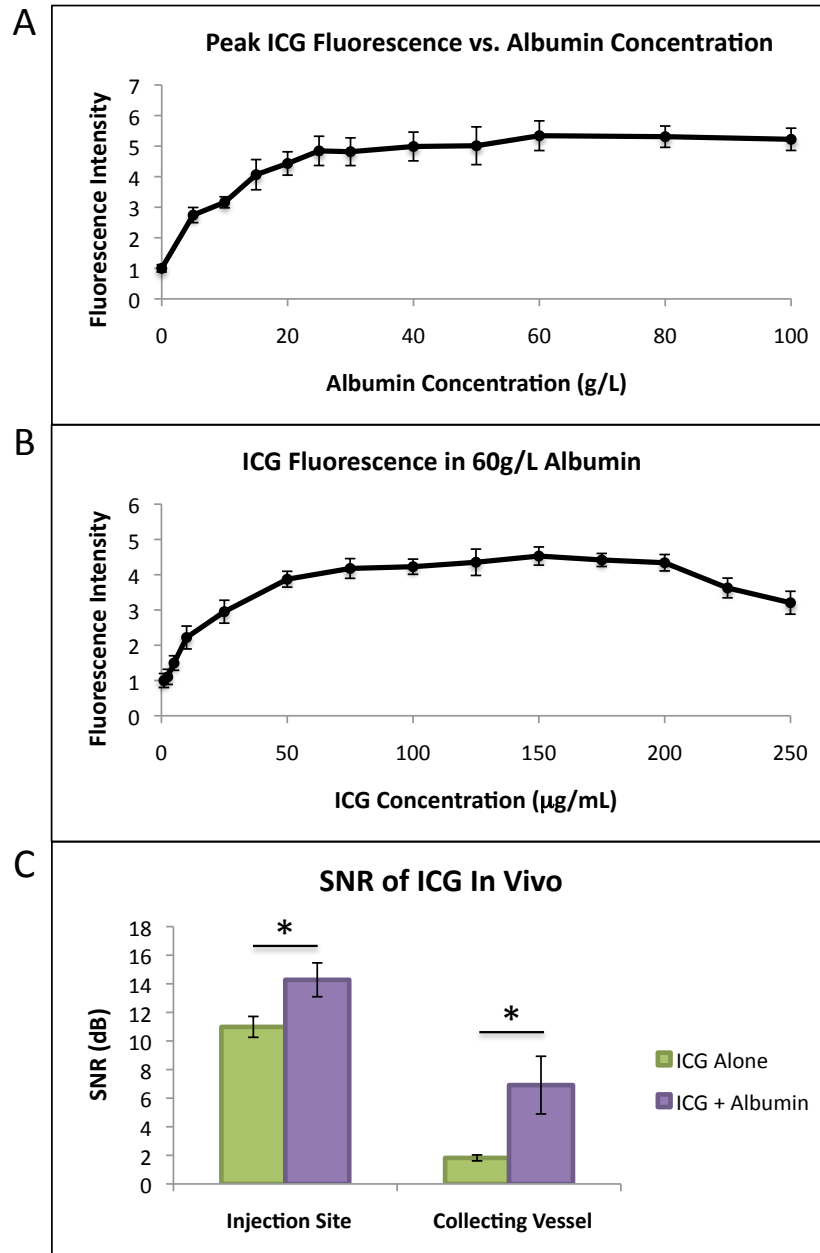 A
Peak ICG Fluorescence vs. Albumin Concentration
7
6
5
4
3
2
1
0
Fluorescence Intensity
0 20 40 60 80 100
Albumin Concentration (g/L)
B
ICG Fluorescence in 60g/L Albumin
6
5
4
3
2
1
0
Fluorescence Intensity
0 50 100 150 200 250
ICG Concentration (µg/mL)
C
SNR of ICG In Vivo
18
16
14
12
10
8
6
4
2
0
SNR (dB)
*
*
ICG Alone
ICG + Albumin
Injection Site Collecting Vessel